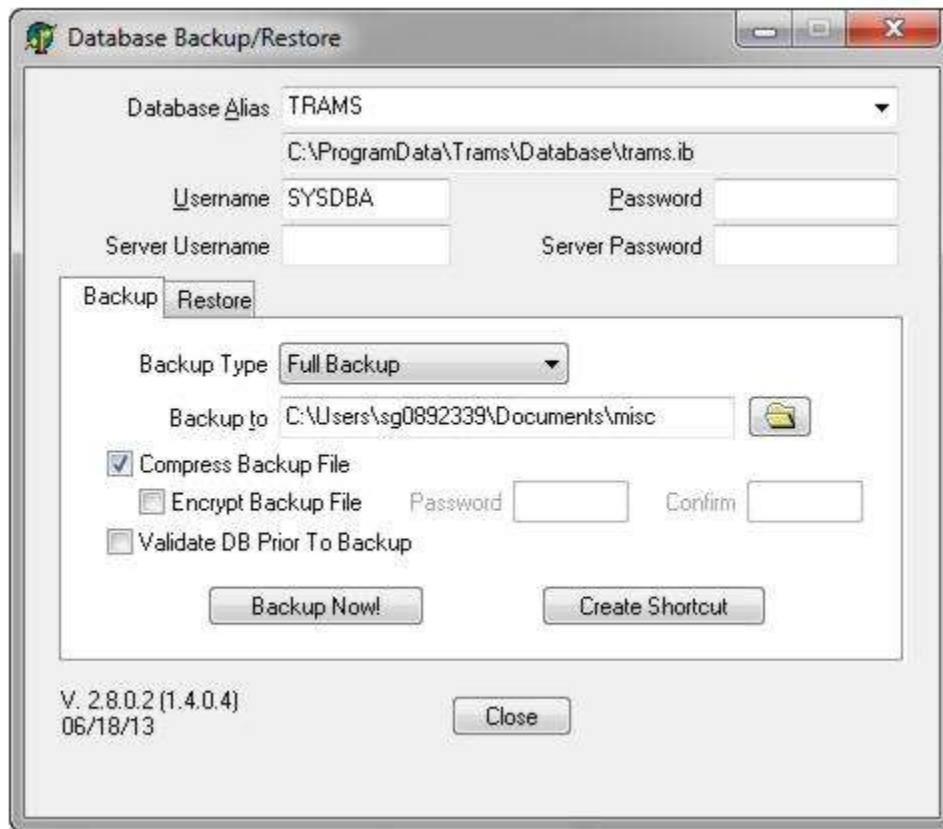 Database Backup/Restore
Database Alias TRAMS
C:\ProgramData\Trams\Database\trams.ib
Username SYSDBA Password
Server Username Server Password
Backup Restore
Backup Type Full Backup
Backup to C:\Users\sg0892339\Documents\misc
Compress Backup File
Encrypt Backup File Password Confirm
Validate DB Prior To Backup
Backup Now! Create Shortcut
V. 2.8.0.2 (1.4.0.4)
06/18/13
Close